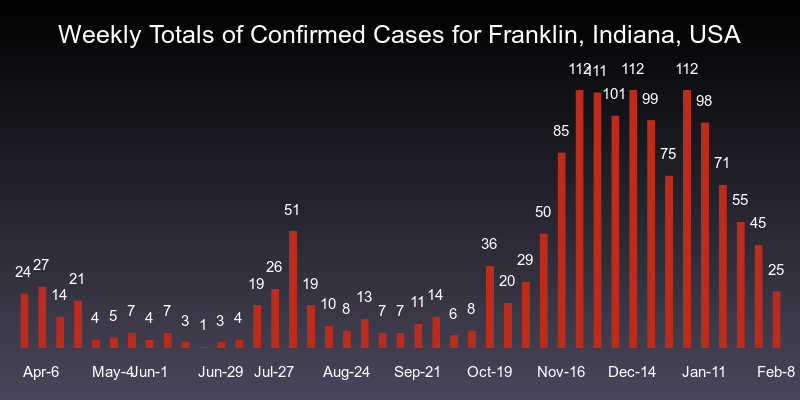 Weekly Totals of Confirmed Cases for Franklin, Indiana, USA
24 27 14 21 4 5 7 4 7 3 1 3 4 19 26 51 19 10 8 13 7 7 11 14 6 8 36 20 29 50 85 112 111 101 112 99 75 112 98 71 55 45 25
Apr-6 May-4 Jun-1 Jun-29 Jul-27 Aug-24 Sep-21 Oct-19 Nov-16 Dec-14 Jan-11 Feb-8